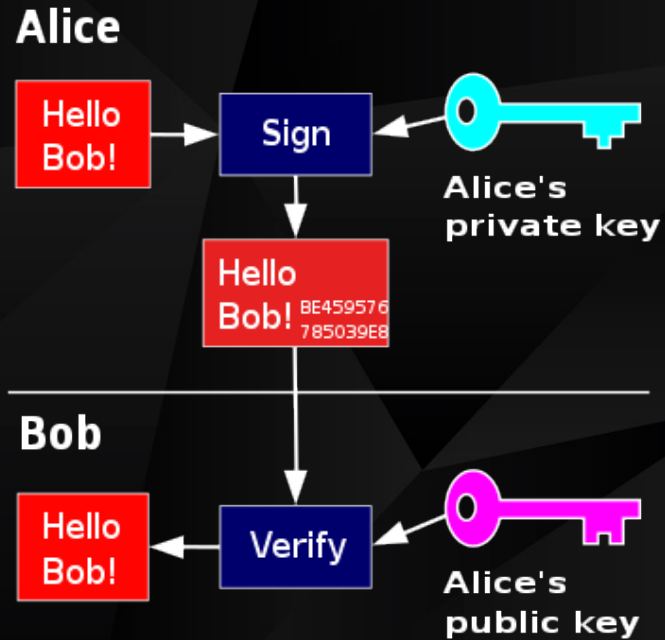 Alice
Hello
Bob!
Sign
Alice's
private key
Hello
Bob! BE459576
785039E8
Bob
Hello
Bob!
Verify
Alice's
public key